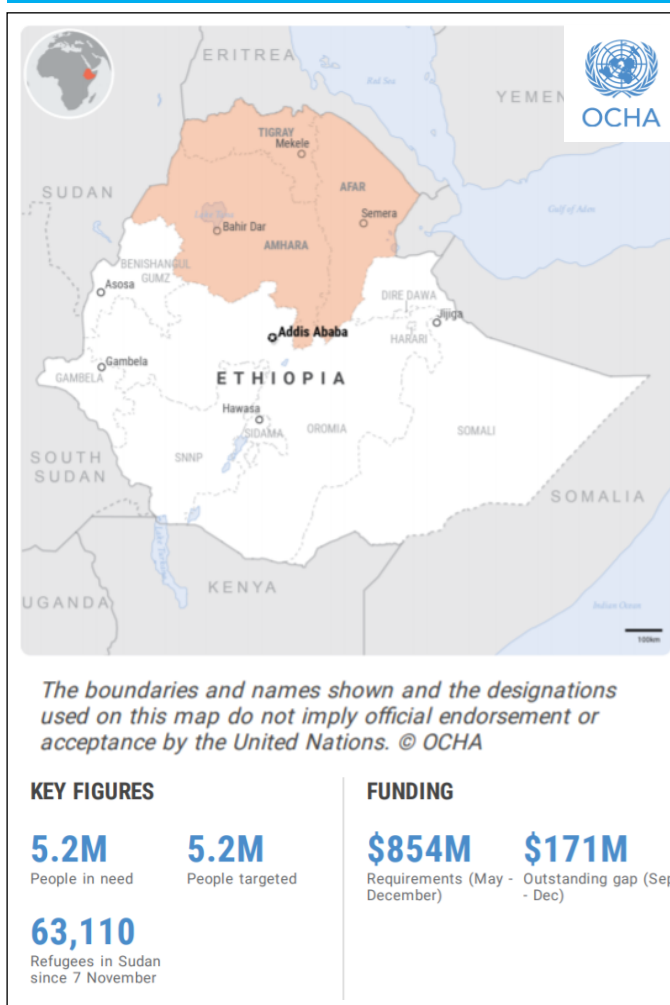 ERITREA
Red Sea
YEMEN
OCHA
TIGRAY
Mekele
SUDAN
AFAR
Lake Tana
Semera
Gulf of Aden
Bahir Dar
AMHARA
BENISHANGUL
GUMZ
Asosa
DIRE DAWA
Jijiga
Addis Ababa
HARARI
Gambela
GAMBELA
ETHIOPIA
Hawasa
SIDAMA
OROMIA
SOMALI
SNNP
SOUTH
SUDAN
SOMALIA
KENYA
UGANDA
Indian Ocean
100km
The boundaries and names shown and the designations
used on this map do not imply official endorsement or
acceptance by the United Nations. © OCHA
KEY FIGURES
5.2M
People in need
5.2M
People targeted
63,110
Refugees in Sudan
since 7 November
FUNDING
$854M
Requirements (May -
December)
$171M
Outstanding gap (Sep
- Dec)